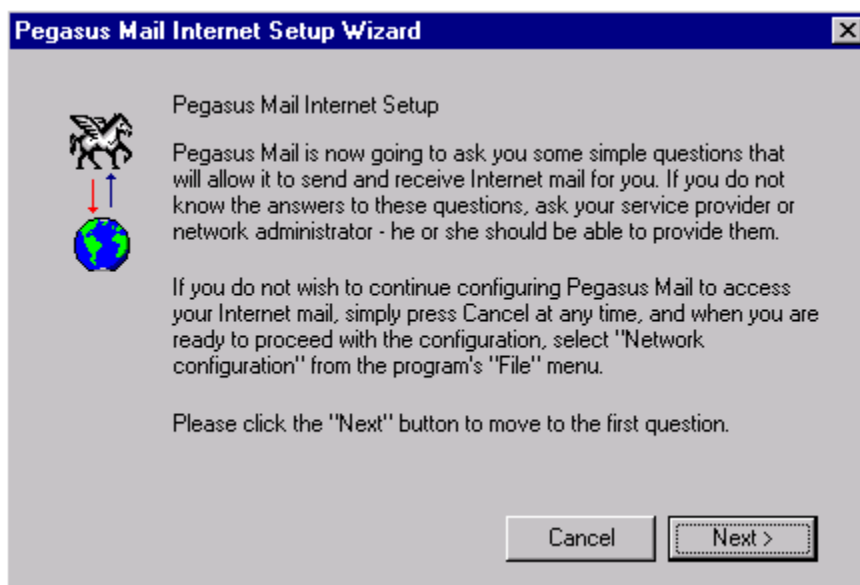 Pegasus Mail Internet Setup Wizard
Pegasus Mail Internet Setup
Pegasus Mail is now going to ask you some simple questions that
will allow it to send and receive Internet mail for you. If you do not
know the answers to these questions, ask your service provider or
network administrator - he or she should be able to provide them.
If you do not wish to continue configuring Pegasus Mail to access
your Internet mail, simply press Cancel at any time, and when you are
ready to proceed with the configuration, select "Network
configuration" from the program's "File" menu.
Please click the "Next" button to move to the first question.
Cancel
Next >